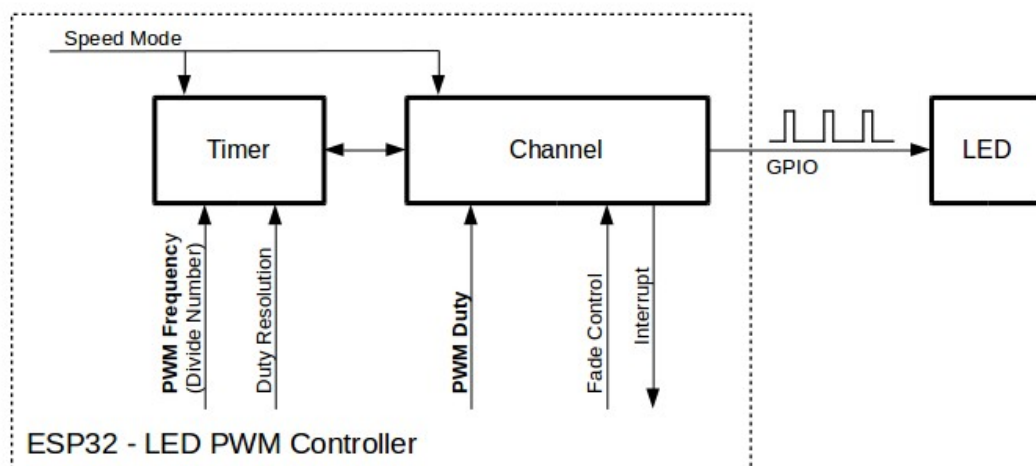 Speed Mode
Timer
Channel
GPIO
LED
PWM Frequency
(Divide Number)
Duty Resolution
PWM Duty
Fade Control
Interrupt
ESP32 - LED PWM Controller